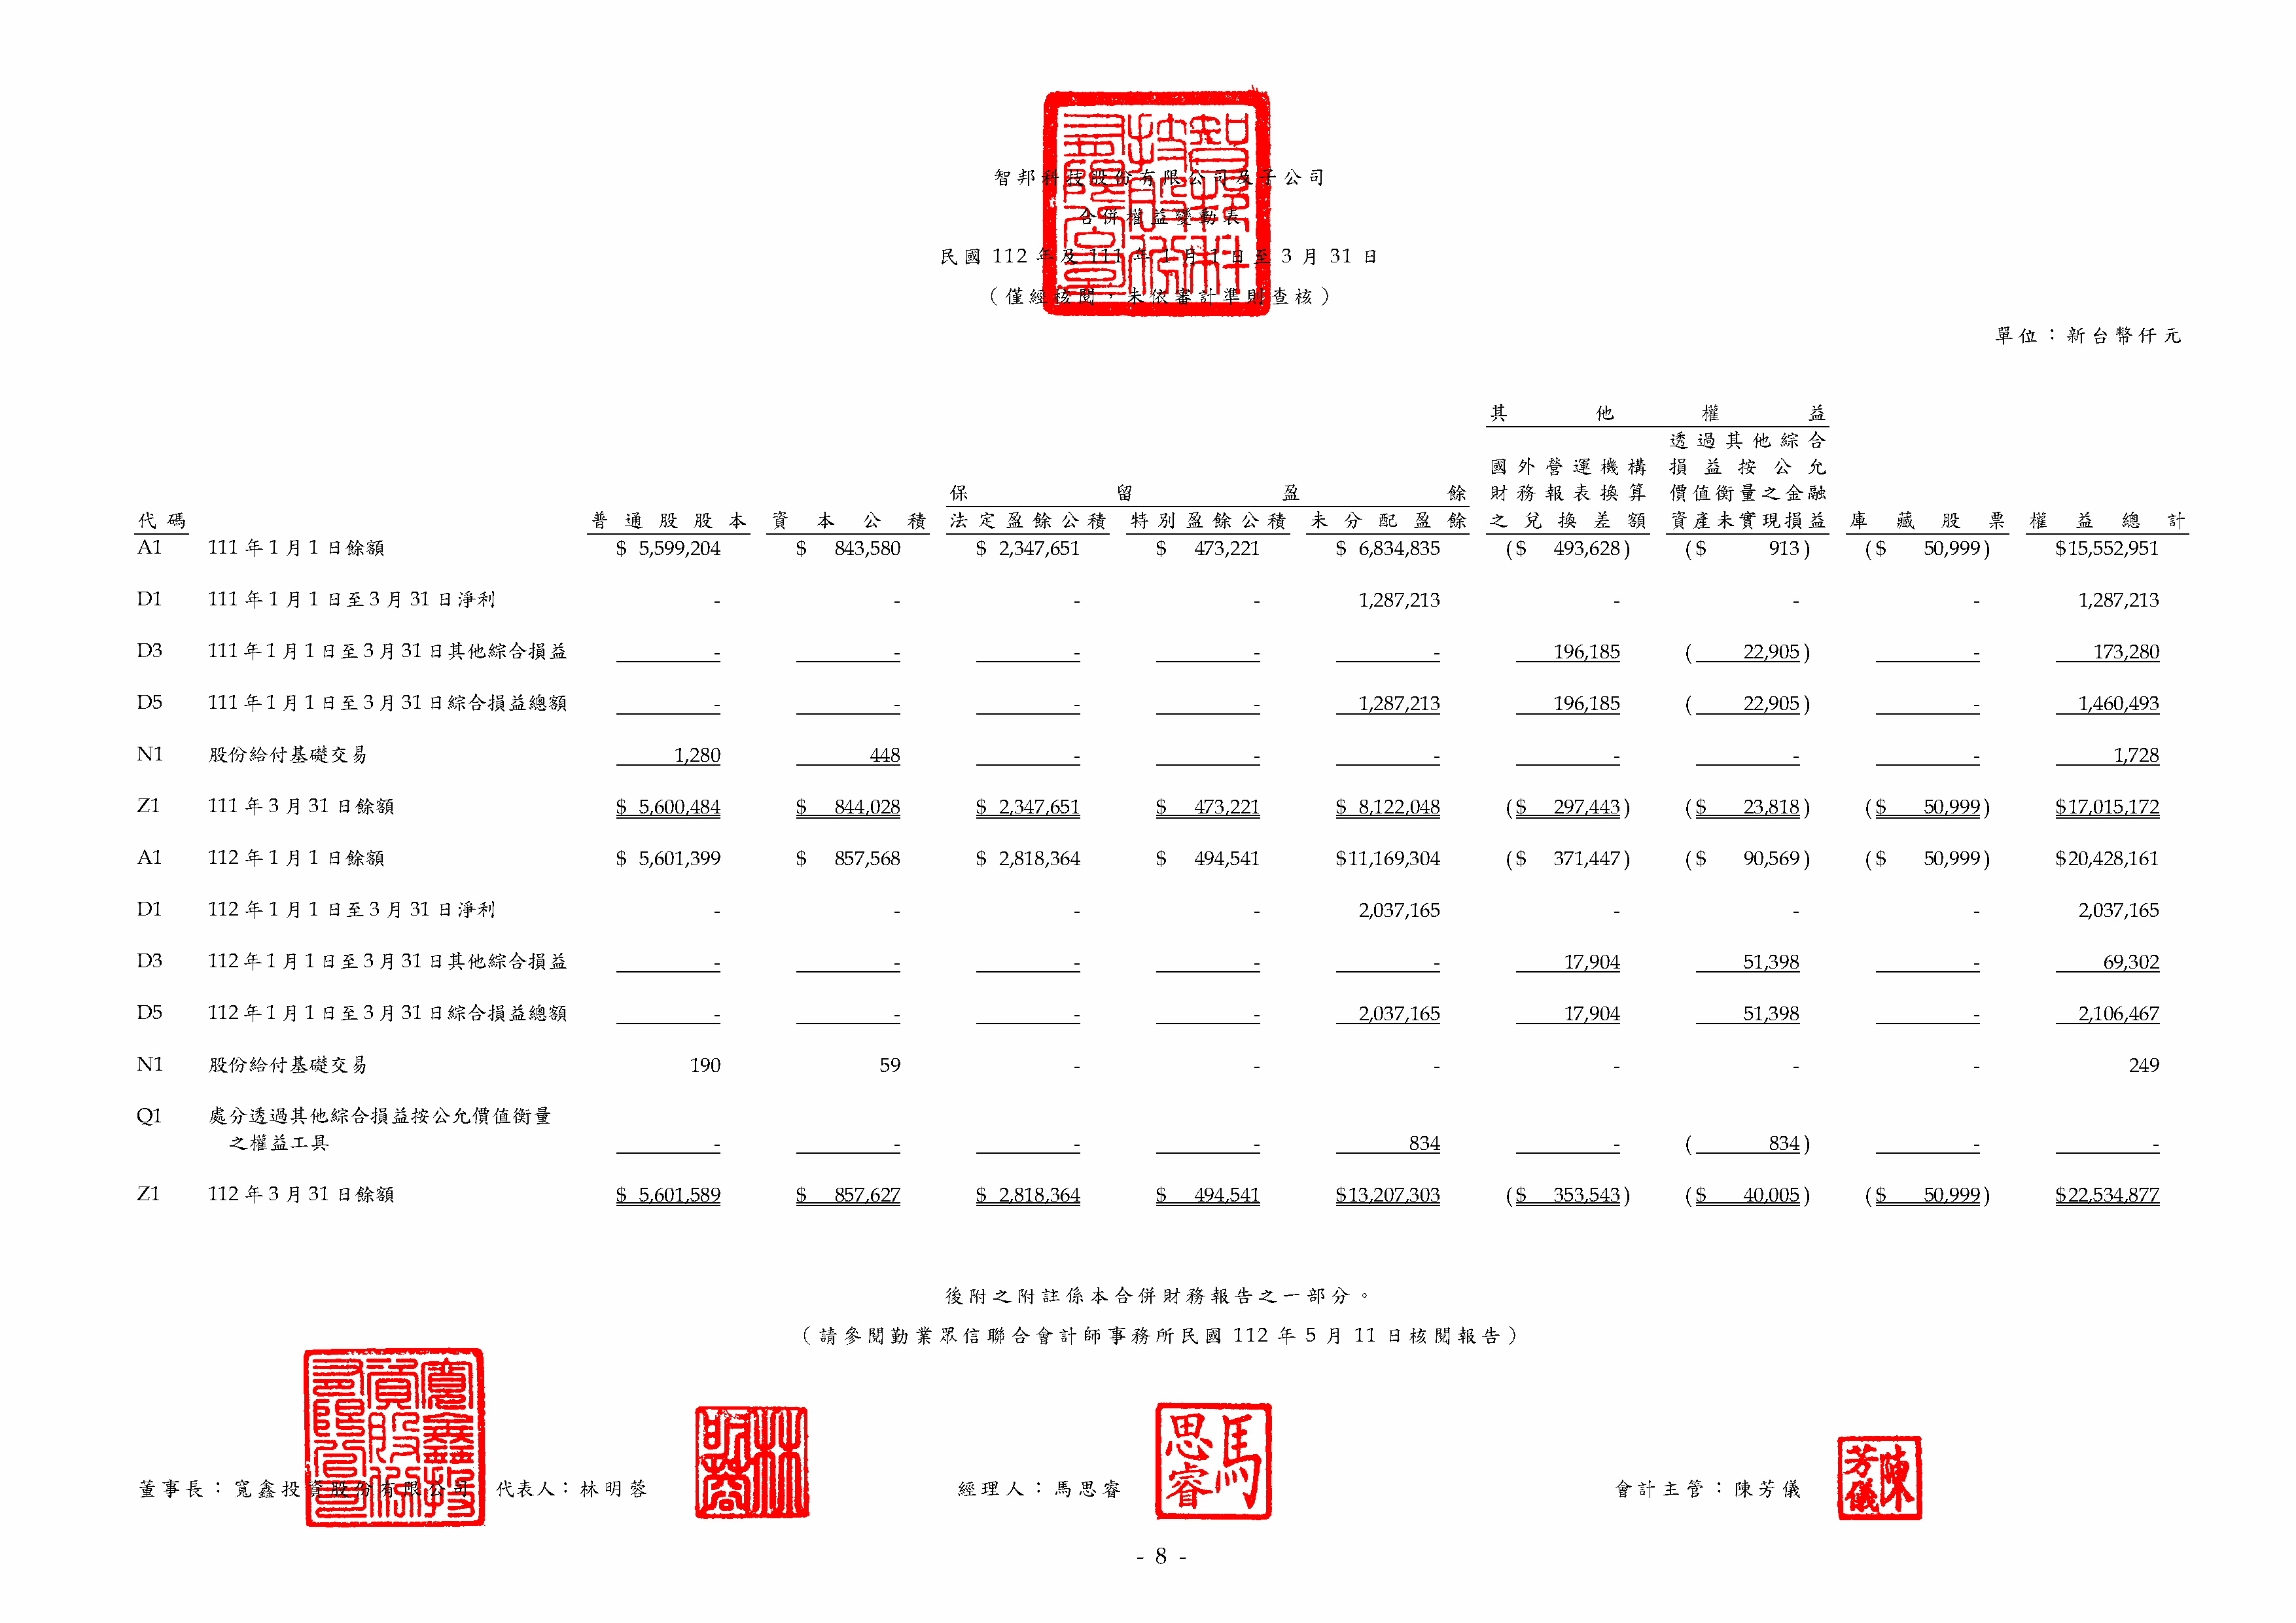 智邦科技股份有限公司及子公司
合併權益變動表
民國 112 年及 111 年 1 月 1 日至 3 月 31 日
（僅經核閱，未依審計準則查核）
單位：新台幣仟元
其他權益
透過其他綜合
國外營運機構 損益按公允
保留盈餘 財務報表換算 價值衡量之金融
代碼 普通股股本 資本公積 法定盈餘公積 特別盈餘公積 未分配盈餘 之兌換差額 資產未實現損益 庫藏股票 權益總計
A1 111 年 1 月 1 日餘額 $ 5,599,204 $ 843,580 $ 2,347,651 $ 473,221 $ 6,834,835 ($ 493,628) ($ 913) ($ 50,999) $15,552,951
D1 111 年 1 月 1 日至 3 月 31 日淨利 - - - - 1,287,213 - - - 1,287,213
D3 111 年 1 月 1 日至 3 月 31 日其他綜合損益 - - - - - 196,185 ( 22,905) - 173,280
D5 111 年 1 月 1 日至 3 月 31 日綜合損益總額 - - - - 1,287,213 196,185 ( 22,905) - 1,460,493
N1 股份給付基礎交易 1,280 448 - - - - - - 1,728
Z1 111 年 3 月 31 日餘額 $ 5,600,484 $ 844,028 $ 2,347,651 $ 473,221 $ 8,122,048 ($ 297,443) ($ 23,818) ($ 50,999) $17,015,172
A1 112 年 1 月 1 日餘額 $ 5,601,399 $ 857,568 $ 2,818,364 $ 494,541 $11,169,304 ($ 371,447) ($ 90,569) ($ 50,999) $20,428,161
D1 112 年 1 月 1 日至 3 月 31 日淨利 - - - - 2,037,165 - - - 2,037,165
D3 112 年 1 月 1 日至 3 月 31 日其他綜合損益 - - - - - 17,904 51,398 - 69,302
D5 112 年 1 月 1 日至 3 月 31 日綜合損益總額 - - - - 2,037,165 17,904 51,398 - 2,106,467
N1 股份給付基礎交易 190 59 - - - - - - 249
Q1 處分透過其他綜合損益按公允價值衡量
之權益工具 - - - - 834 - ( 834) - -
Z1 112 年 3 月 31 日餘額 $ 5,601,589 $ 857,627 $ 2,818,364 $ 494,541 $13,207,303 ($ 353,543) ($ 40,005) ($ 50,999) $22,534,877
後附之附註係本合併財務報告之一部分。
（請參閱勤業眾信聯合會計師事務所民國 112 年 5 月 11 日核閱報告）
董事長：寬鑫投資股份有限公司 代表人：林明蓉 經理人：馬思睿 馬思睿 會計主管：陳芳儀 陳芳儀
- 8 -